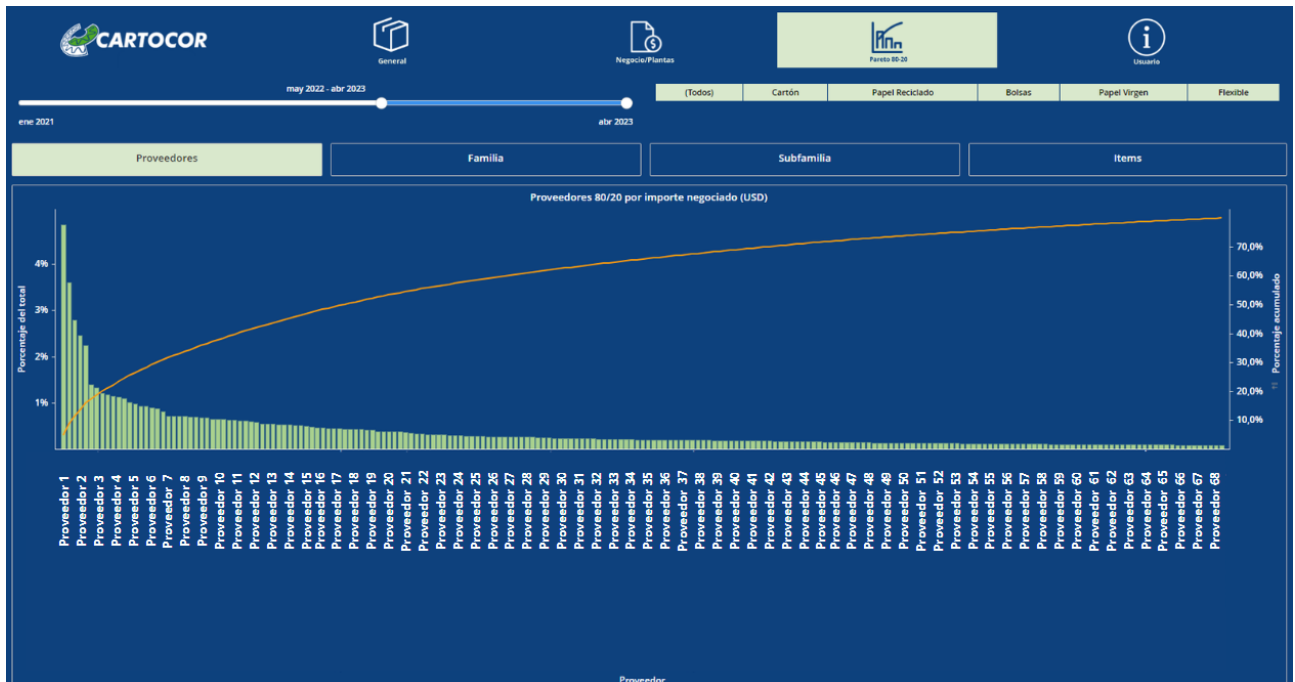 CARTOCOR
General
Negocio/Plantas
Pareto 80-20
Usuario
may 2022 - abr 2023
ene 2021
abr 2023
(Todos)
Cartón
Papel Reciclado
Bolsas
Papel Virgen
Flexible
Proveedores
Familia
Subfamilia
Items
Proveedores 80/20 por importe negociado (USD)
Porcentaje del total
4%
3%
2%
1%
70,0%
60,0%
50,0%
40,0%
30,0%
20,0%
10,0%
Porcentaje acumulado
Proveedor 1
Proveedor 2
Proveedor 3
Proveedor 4
Proveedor 5
Proveedor 6
Proveedor 7
Proveedor 8
Proveedor 9
Proveedor 10
Proveedor 11
Proveedor 12
Proveedor 13
Proveedor 14
Proveedor 15
Proveedor 16
Proveedor 17
Proveedor 18
Proveedor 19
Proveedor 20
Proveedor 21
Proveedor 22
Proveedor 23
Proveedor 24
Proveedor 25
Proveedor 26
Proveedor 27
Proveedor 28
Proveedor 29
Proveedor 30
Proveedor 31
Proveedor 32
Proveedor 33
Proveedor 34
Proveedor 35
Proveedor 36
Proveedor 37
Proveedor 38
Proveedor 39
Proveedor 40
Proveedor 41
Proveedor 42
Proveedor 43
Proveedor 44
Proveedor 45
Proveedor 46
Proveedor 47
Proveedor 48
Proveedor 49
Proveedor 50
Proveedor 51
Proveedor 52
Proveedor 53
Proveedor 54
Proveedor 55
Proveedor 56
Proveedor 57
Proveedor 58
Proveedor 59
Proveedor 60
Proveedor 61
Proveedor 62
Proveedor 63
Proveedor 64
Proveedor 65
Proveedor 66
Proveedor 67
Proveedor 68
Proveedor